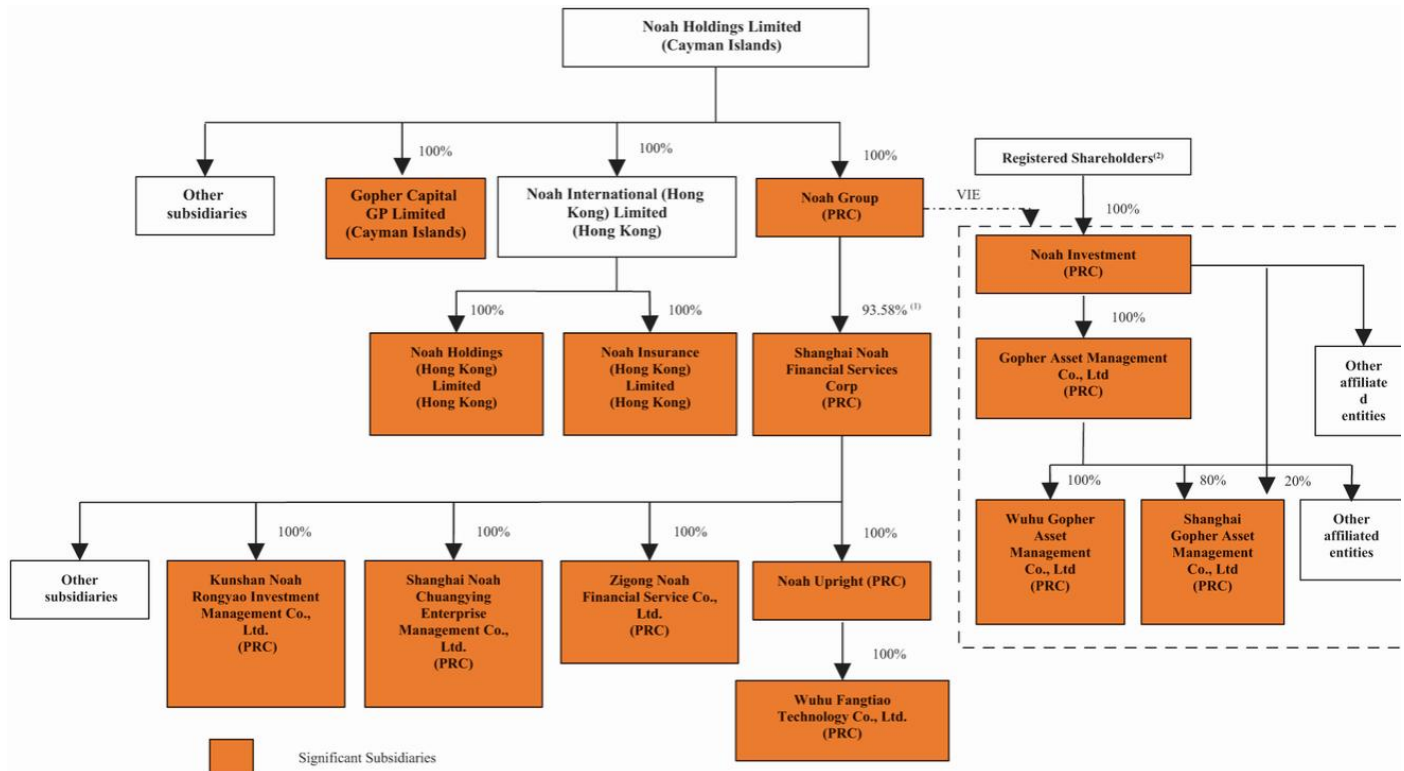 Noah Holdings Limited
(Cayman Islands)
100%
100%
100%
Registered Shareholders(2)
Other
subsidiaries
Gopher Capital
GP Limited
(Cayman Islands)
Noah International (Hong
Kong) Limited
(Hong Kong)
Noah Group
(PRC)
VIE
100%
Noah Investment
(PRC)
100%
100%
93.58% (1)
100%
Noah Holdings
(Hong Kong)
Limited
(Hong Kong)
Noah Insurance
(Hong Kong)
Limited
(Hong Kong)
Shanghai Noah
Financial Services
Corp
(PRC)
Gopher Asset Management
Co., Ltd
(PRC)
Other
affiliate
d
entities
100%
80%
20%
Wuhu Gopher
Asset
Management
Co., Ltd
(PRC)
Shanghai
Gopher Asset
Management
Co., Ltd
(PRC)
Other
affiliated
entities
100%
100%
100%
100%
Other
subsidiaries
Kunshan Noah
Rongyao Investment
Management Co.,
Ltd.
(PRC)
Shanghai Noah
Chuangying
Enterprise
Management Co.,
Ltd.
(PRC)
Zigong Noah
Financial Service Co.,
Ltd.
(PRC)
Noah Upright (PRC)
100%
Wuhu Fangtiao
Technology Co., Ltd.
(PRC)
Significant Subsidiaries